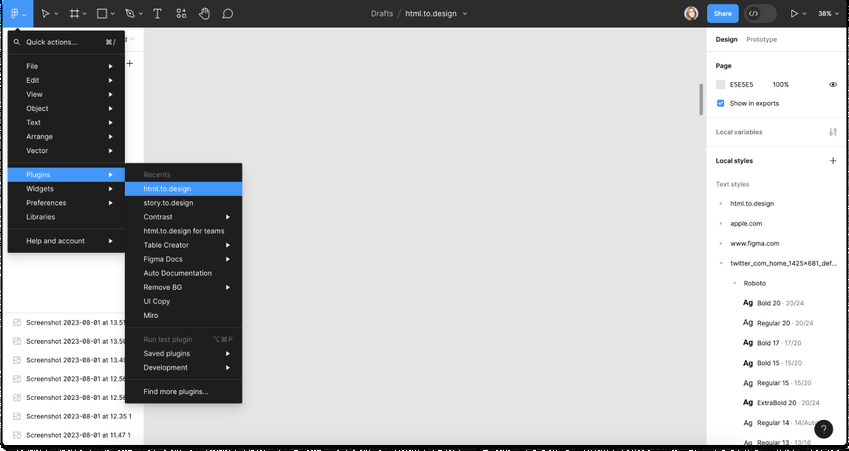 Drafts / html.to.design
Share
38%
Quick actions... ⌘/
File
Edit
View
Object
Text
Arrange
Vector
Plugins
Widgets
Preferences
Libraries
Help and account
Recents
html.to.design
story.to.design
Contrast
html.to.design for teams
Table Creator
Figma Docs
Auto Documentation
Remove BG
UI Copy
Miro
Run last plugin ⌥⌘P
Saved plugins
Development
Find more plugins...
Screenshot 2023-08-01 at 13.51
Screenshot 2023-08-01 at 13.50
Screenshot 2023-08-01 at 13.49
Screenshot 2023-08-01 at 12.56
Screenshot 2023-08-01 at 12.56
Screenshot 2023-08-01 at 12.35 1
Screenshot 2023-08-01 at 11.47 1
Design Prototype
Page
E5E5E5 100%
Show in exports
Local variables
Local styles
Text styles
html.to.design
apple.com
www.figma.com
twitter_com_home_1425x681_def...
Roboto
Ag Bold 20 · 20/24
Ag Regular 20 · 20/24
Ag Bold 17 · 17/20
Ag Bold 15 · 15/20
Ag Regular 15 · 15/20
Ag ExtraBold 20 · 20/24
Ag Regular 14 · 14/Auto
Ag Regular 13 · 13/16
?